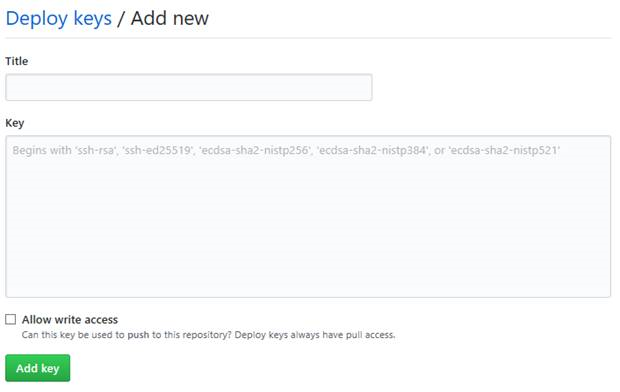 Deploy keys / Add new
Title
Key
Begins with 'ssh-rsa', 'ssh-ed25519', 'ecdsa-sha2-nistp256', 'ecdsa-sha2-nistp384', or 'ecdsa-sha2-nistp521'
Allow write access
Can this key be used to push to this repository? Deploy keys always have pull access.
Add key